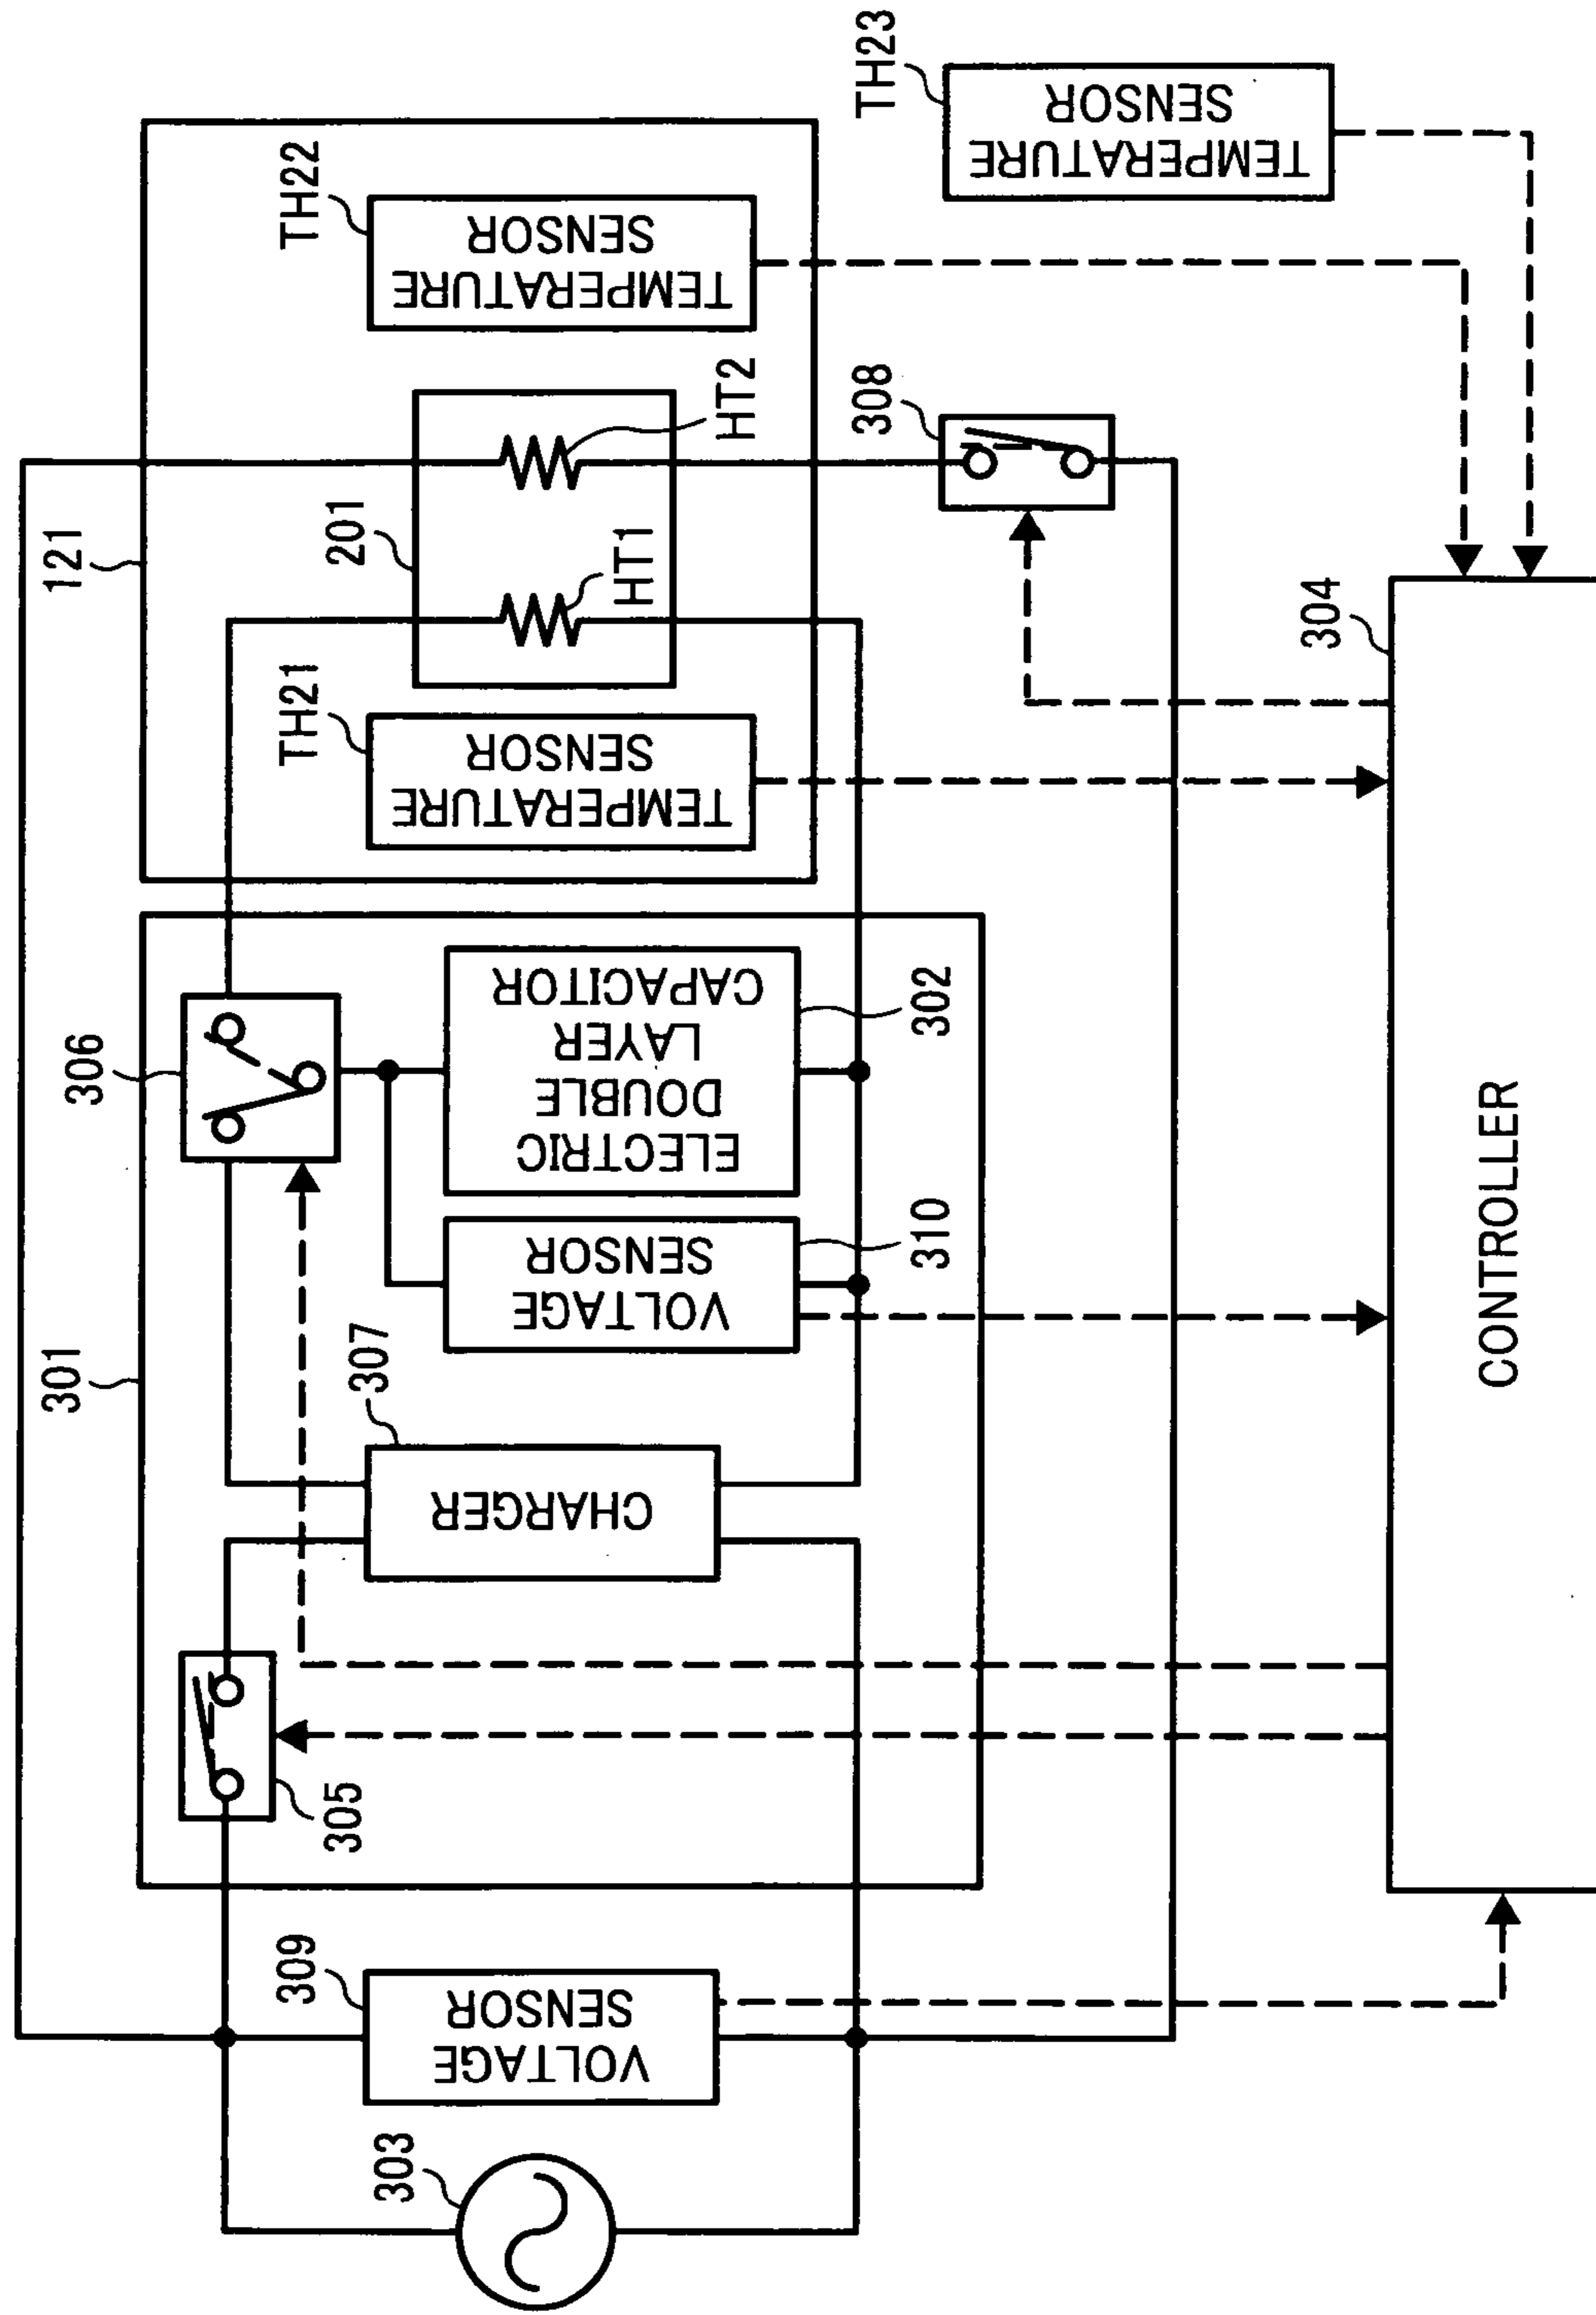 121
301
306
TH22
TEMPERATURE
SENSOR
TH21
TEMPERATURE
SENSOR
201
HT1
HT2
309
VOLTAGE
SENSOR
305
307
CHARGER
303
VOLTAGE
SENSOR
310
ELECTRIC
DOUBLE
LAYER
CAPACITOR
302
308
TH23
TEMPERATURE
SENSOR
304
CONTROLLER